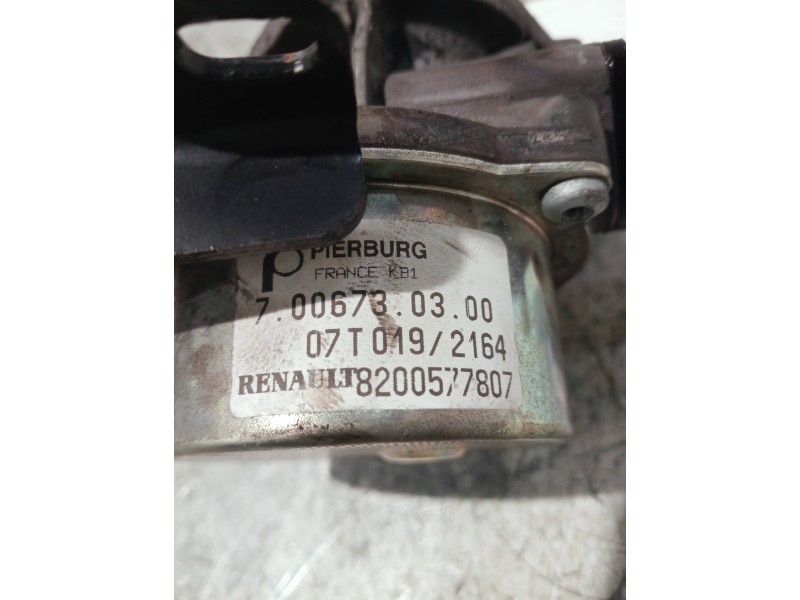 PIERBURG
FRANCE KB1
7.00673.03.00
07T019/2164
RENAULT 8200577807